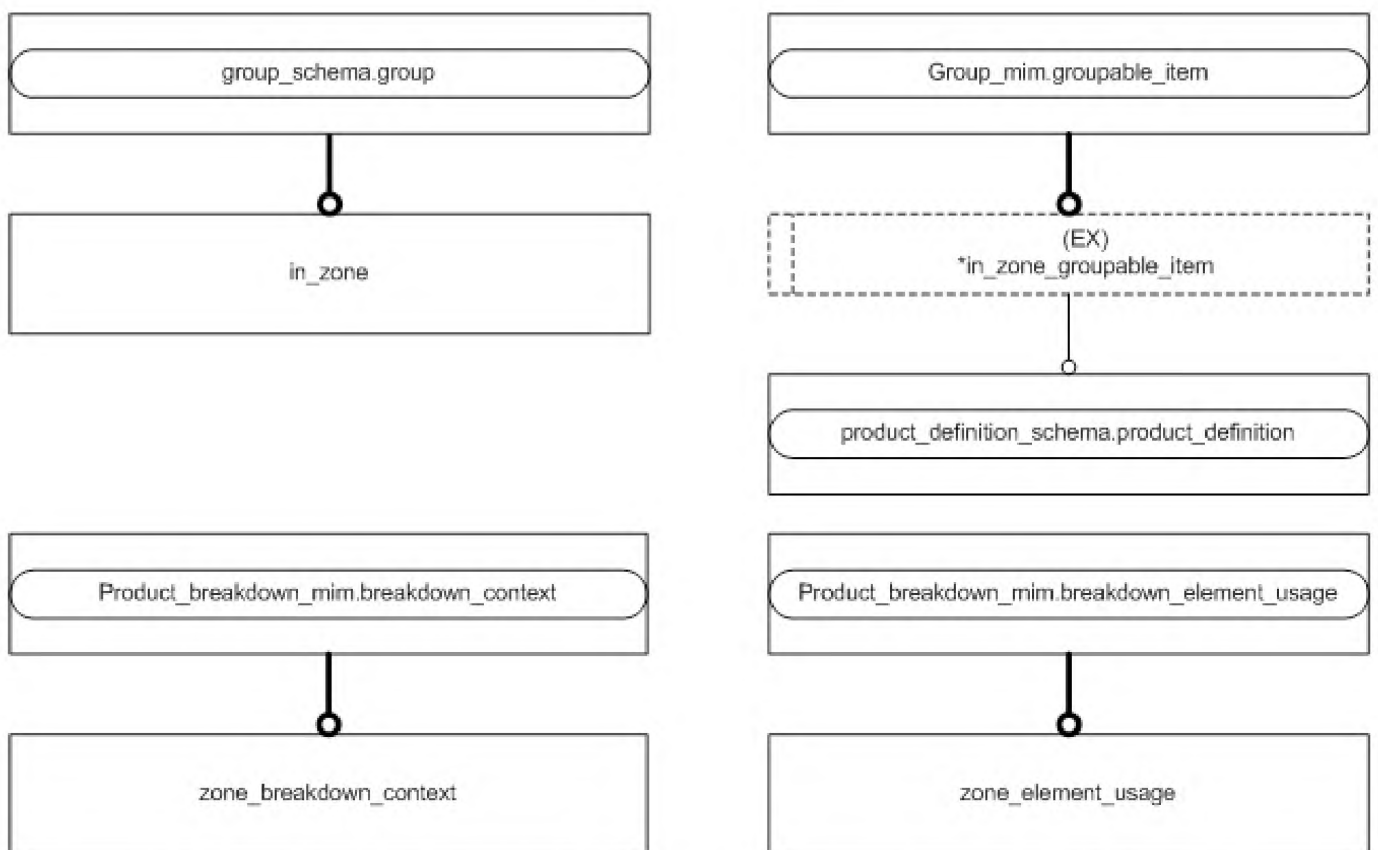 group_schema.group
Group_mim.groupable_item
in_zone
(EX)
*in_zone_groupable_item
product_definition_schema.product_definition
Product_breakdown_mim.breakdown_context
Product_breakdown_mim.breakdown_element_usage
zone_breakdown_context
zone_element_usage